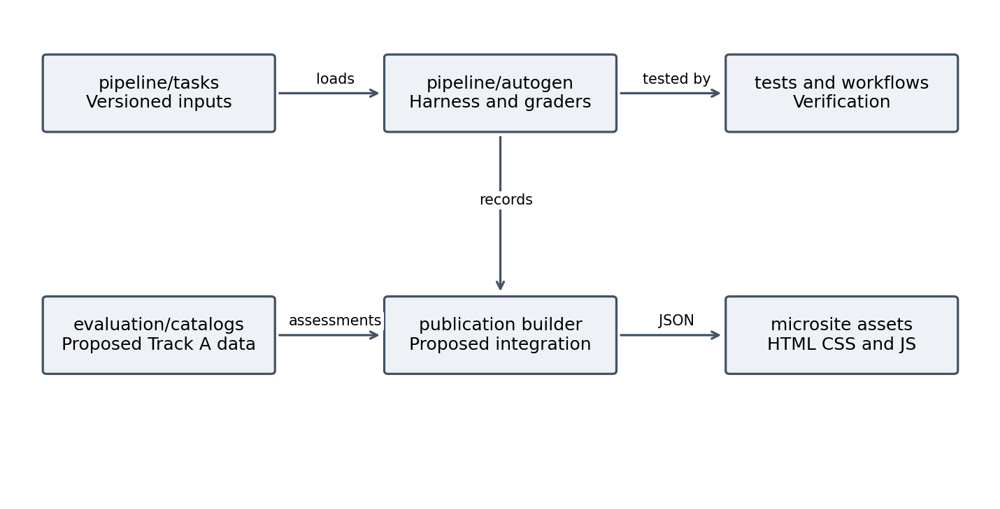 pipeline/tasks
Versioned inputs
loads
pipeline/autogen
Harness and graders
tested by
tests and workflows
Verification
records
evaluation/catalogs
Proposed Track A data
assessments
publication builder
Proposed integration
JSON
microsite assets
HTML CSS and JS